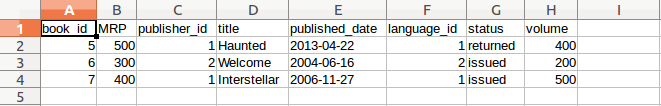 A B C D E F G H I
1 book_id MRP publisher_id title published_date language_id status volume
2 5 500 1 Haunted 2013-04-22 1 returned 400
3 6 300 2 Welcome 2004-06-16 2 issued 200
4 7 400 1 Interstellar 2006-11-27 1 issued 500
5